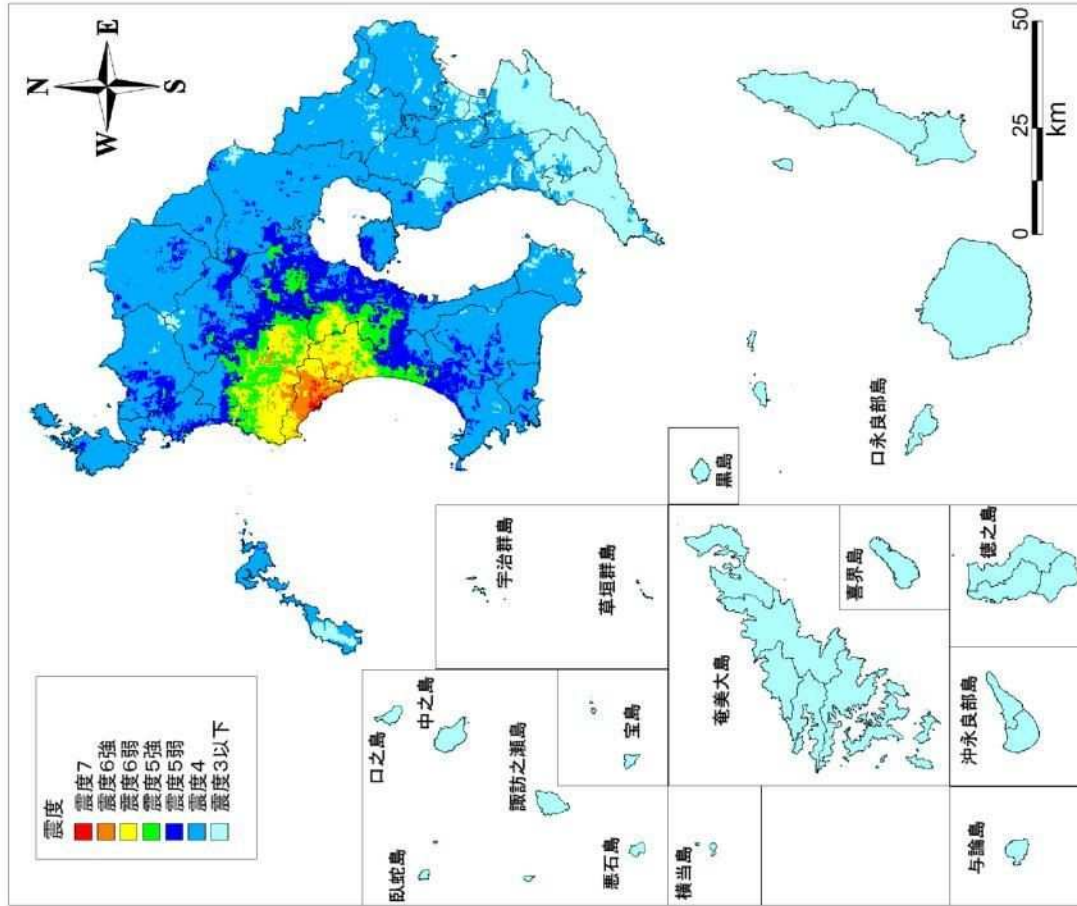 震度
震度7
震度6強
震度6弱
震度5強
震度5弱
震度4
震度3以下
N
W
E
S
口之島
中之島
臥蛇島
諏訪之瀬島
悪石島
宝島
宇治群島
草垣群島
黒島
横当島
奄美大島
喜界島
徳之島
沖永良部島
与論島
口永良部島
0
25
50
km